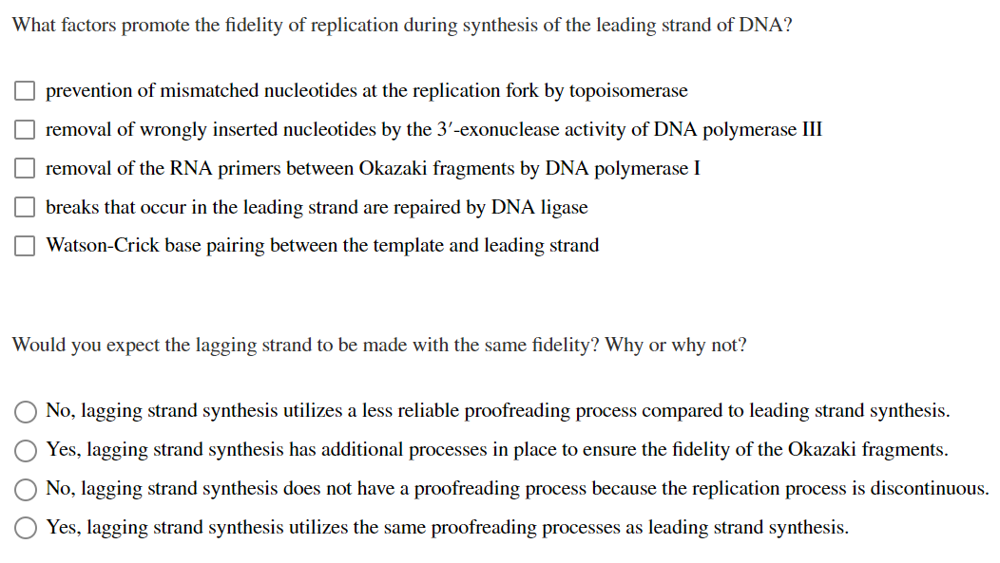 What factors promote the fidelity of replication during synthesis of the leading strand of DNA?
prevention of mismatched nucleotides at the replication fork by topoisomerase
removal of wrongly inserted nucleotides by the 3′-exonuclease activity of DNA polymerase III
removal of the RNA primers between Okazaki fragments by DNA polymerase I
breaks that occur in the leading strand are repaired by DNA ligase
Watson-Crick base pairing between the template and leading strand
Would you expect the lagging strand to be made with the same fidelity? Why or why not?
No, lagging strand synthesis utilizes a less reliable proofreading process compared to leading strand synthesis.
Yes, lagging strand synthesis has additional processes in place to ensure the fidelity of the Okazaki fragments.
No, lagging strand synthesis does not have a proofreading process because the replication process is discontinuous.
Yes, lagging strand synthesis utilizes the same proofreading processes as leading strand synthesis.